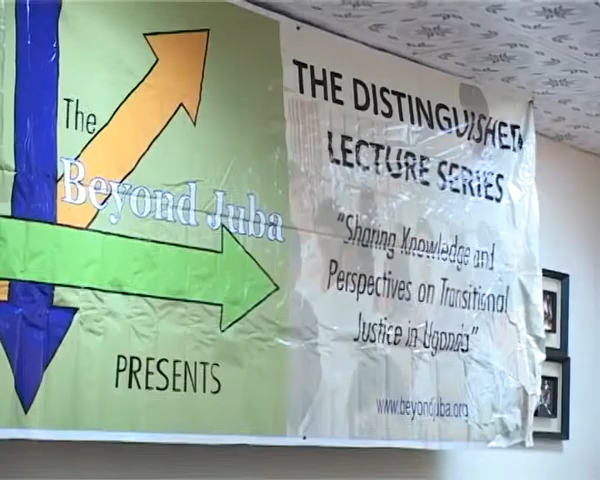 The
Beyond Juba
PRESENTS
THE DISTINGUISHED
LECTURE SERIES
"Sharing Knowledge and
Perspectives on Transitional
Justice in Uganda"
www.beyondjuba.org